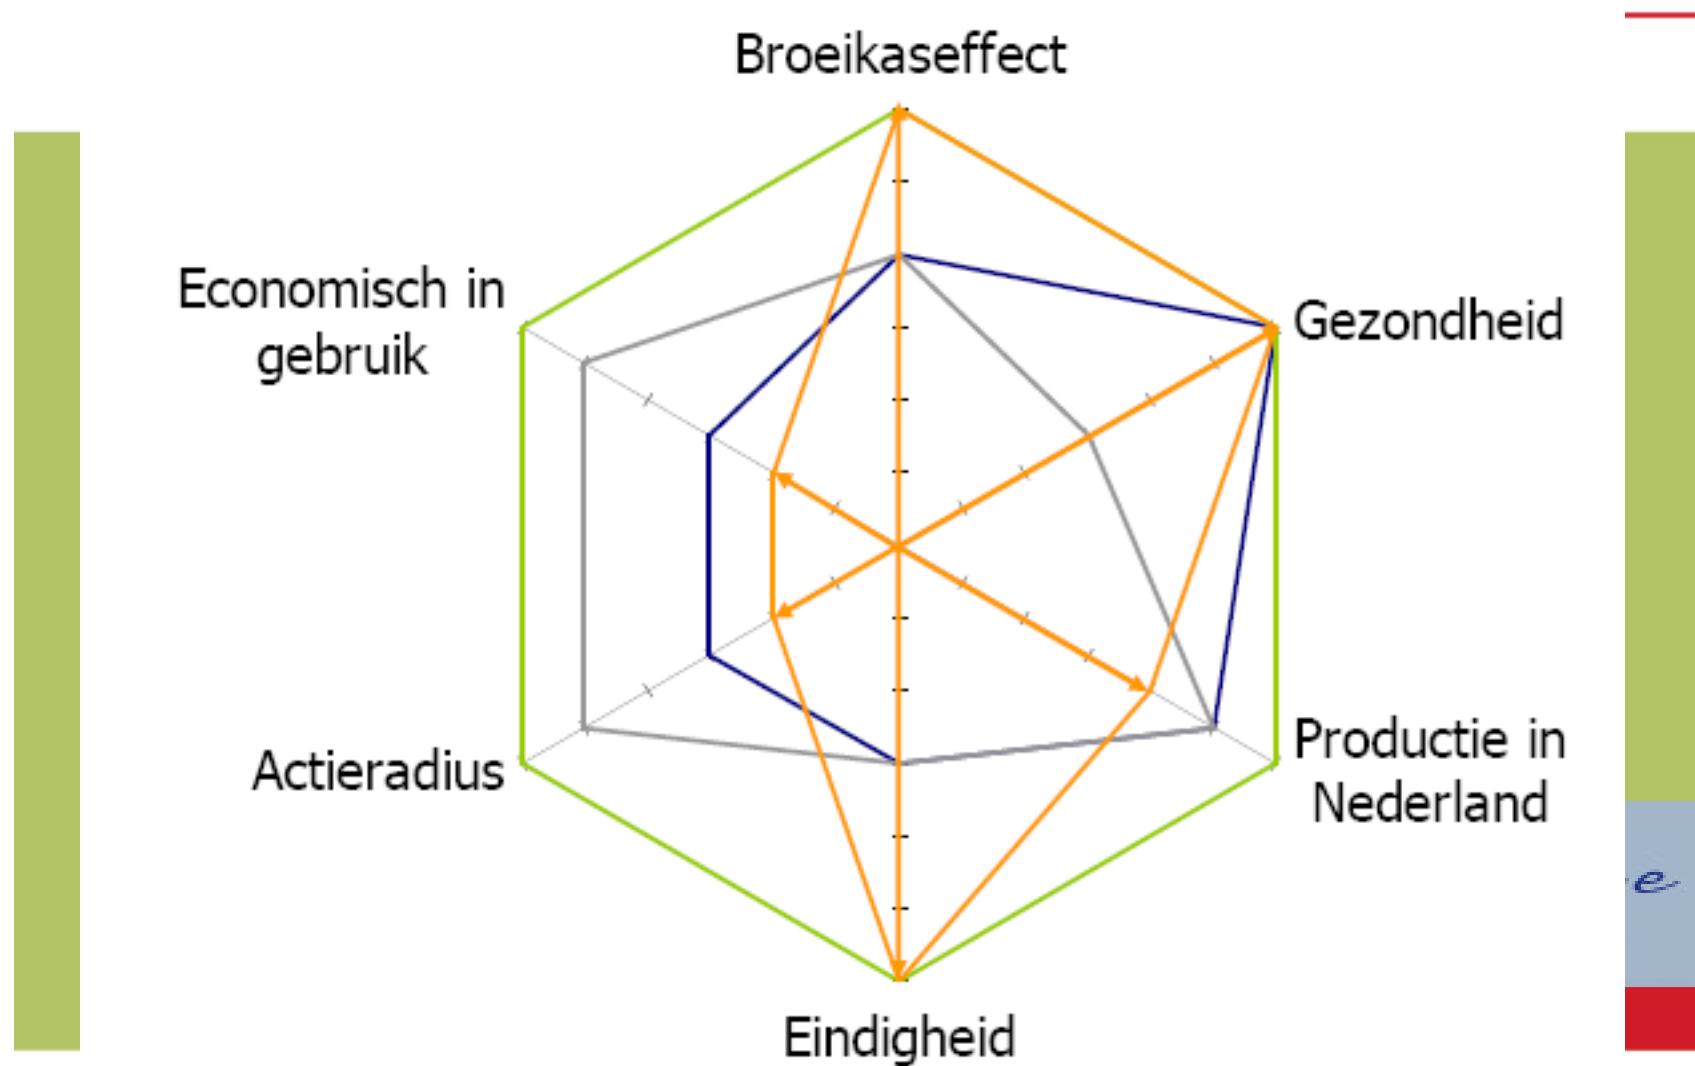 Broeikaseffect
Economisch in
gebruik
Gezondheid
Actieradius
Productie in
Nederland
Eindigheid
e